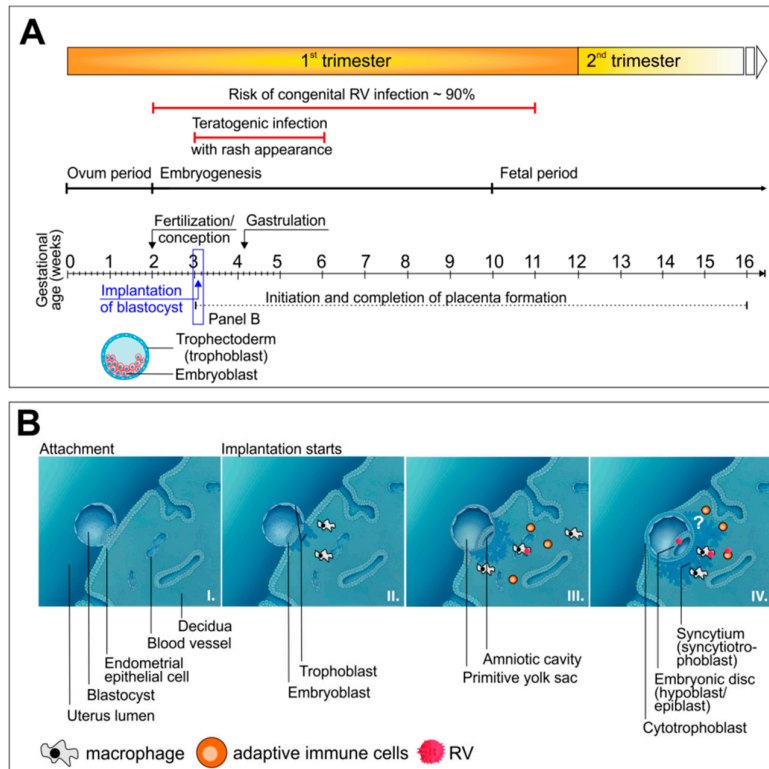 A
1st trimester
2nd trimester
Risk of congenital RV infection ~ 90%
Teratogenic infection
with rash appearance
Ovum period
Embryogenesis
Fetal period
Fertilization/
conception
Gastrulation
Gestational
age (weeks)
0 1 2 3 4 5 6 7 8 9 10 11 12 13 14 15 16
Implantation
of blastocyst
Initiation and completion of placenta formation
Panel B
Trophectoderm
(trophoblast)
Embryoblast
B
Attachment
Implantation starts
?
I.
II.
III.
IV.
Decidua
Blood vessel
Endometrial
epithelial cell
Blastocyst
Uterus lumen
Trophoblast
Embryoblast
Amniotic cavity
Primitive yolk sac
Syncytium
(syncytiotro-
phoblast)
Embryonic disc
(hypoblast/
epiblast)
Cytotrophoblast
macrophage
adaptive immune cells
RV